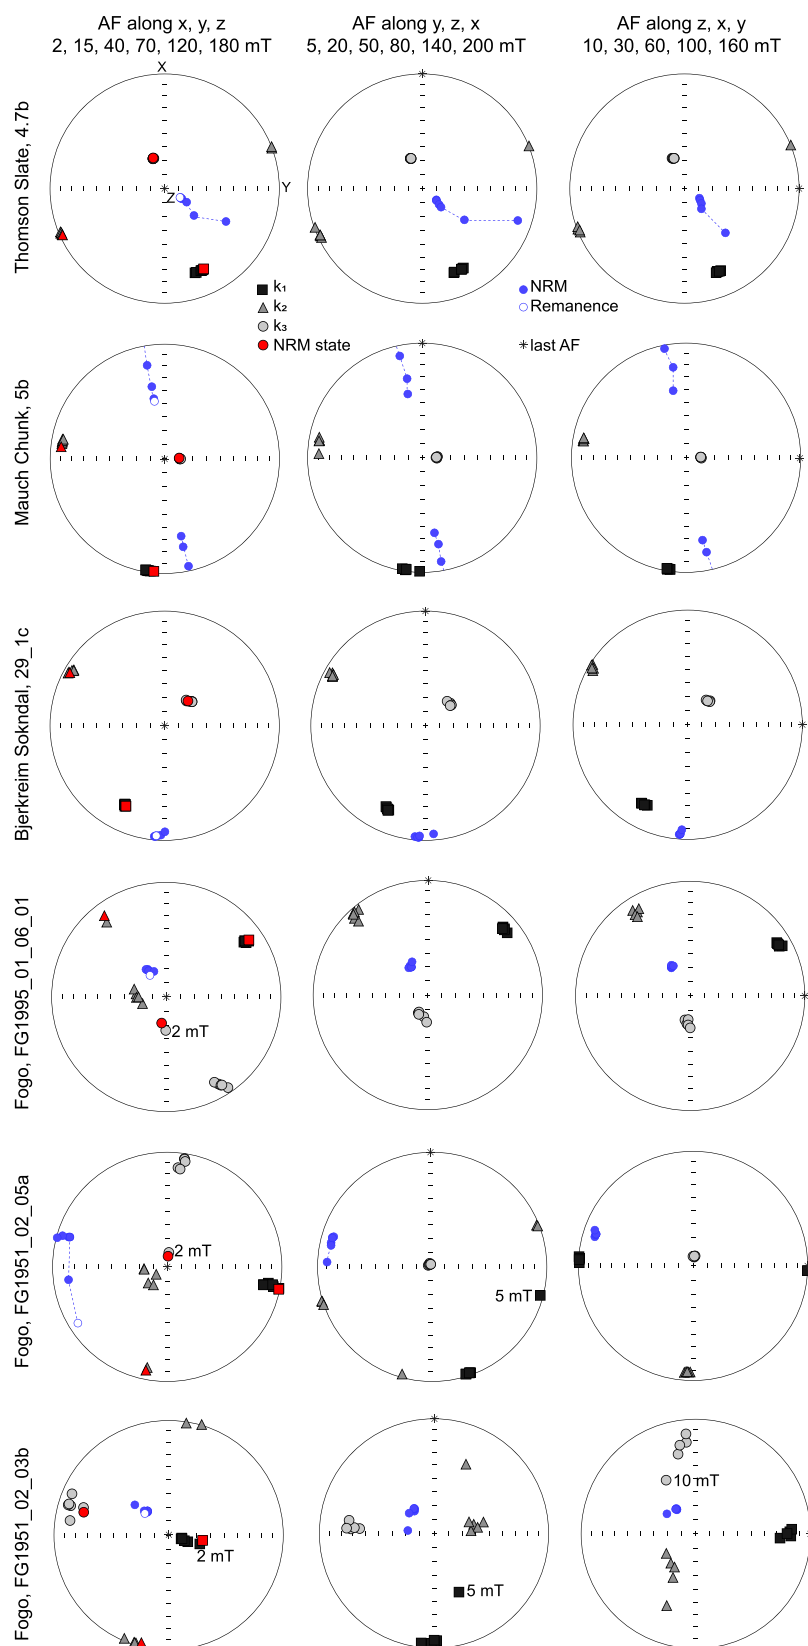 AF along x, y, z
2, 15, 40, 70, 120, 180 mT
AF along y, z, x
5, 20, 50, 80, 140, 200 mT
AF along z, x, y
10, 30, 60, 100, 160 mT
Thomson Slate, 4.7b
X
Y
Z
k₁
k₂
k₃
NRM state
NRM
Remanence
last AF
Mauch Chunk, 5b
Bjerkreim Sokndal, 29_1c
Fogo, FG1995_01_06_01
2 mT
Fogo, FG1951_02_05a
2 mT
5 mT
Fogo, FG1951_02_03b
2 mT
5 mT
10 mT